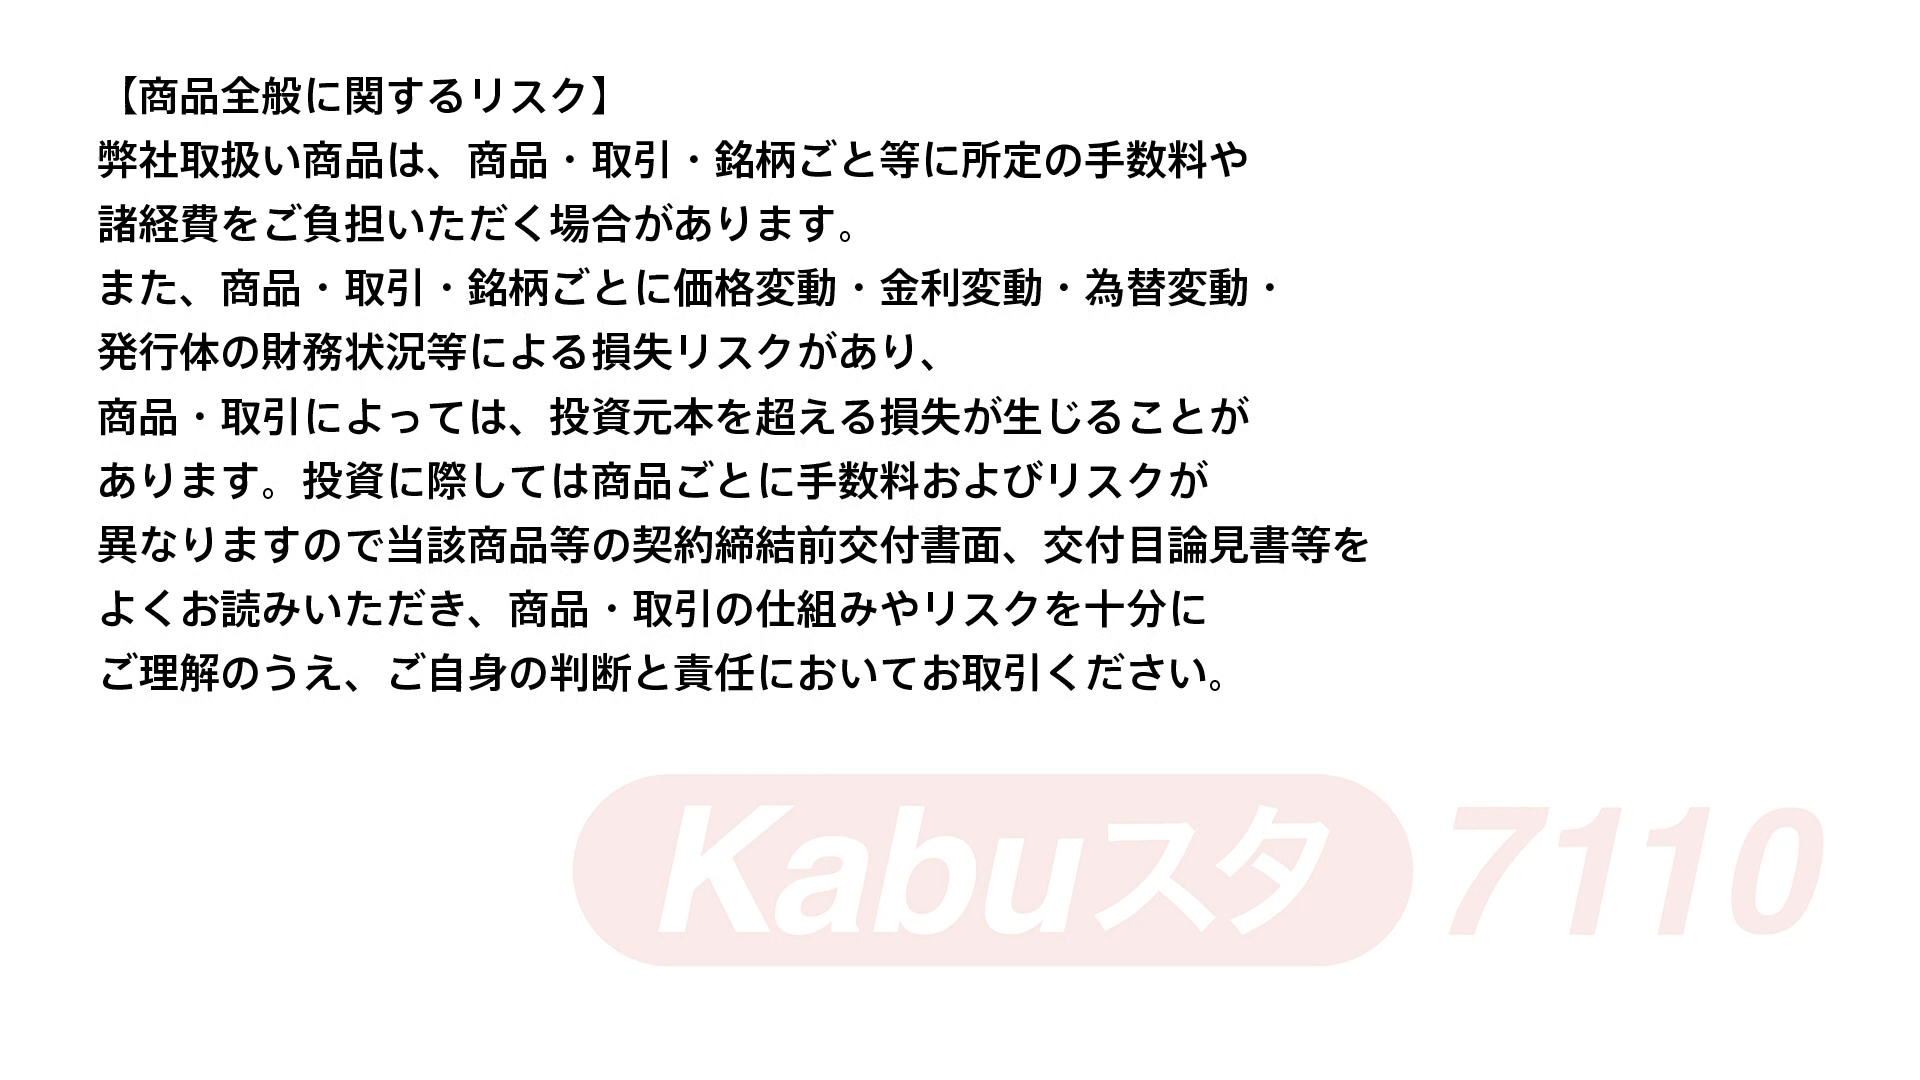 【商品全般に関するリスク】
弊社取扱い商品は、商品・取引・銘柄ごと等に所定の手数料や
諸経費をご負担いただく場合があります。
また、商品・取引・銘柄ごとに価格変動・金利変動・為替変動・
発行体の財務状況等による損失リスクがあり、
商品・取引によっては、投資元本を超える損失が生じることが
あります。投資に際しては商品ごとに手数料およびリスクが
異なりますので当該商品等の契約締結前交付書面、交付目論見書等を
よくお読みいただき、商品・取引の仕組みやリスクを十分に
ご理解のうえ、ご自身の判断と責任においてお取引ください。
Kabuスタ 7110